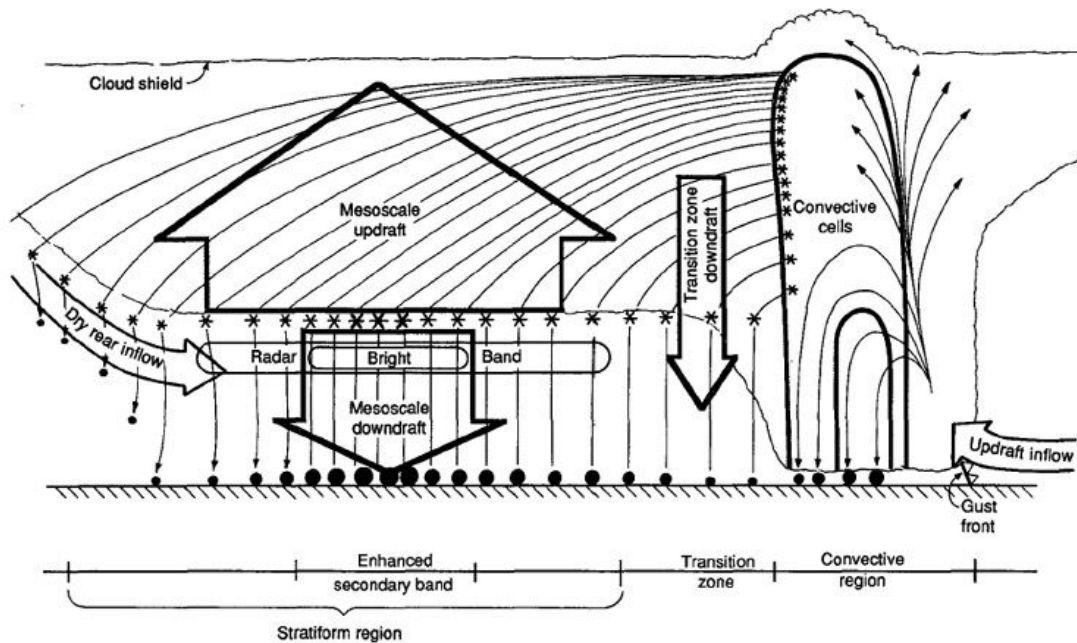 Cloud shield
Mesoscale
updraft
Transition zone
downdraft
Convective
cells
Dry rear inflow
Radar Bright Band
Mesoscale
downdraft
Updraft inflow
Gust
front
Enhanced
secondary band
Transition
zone
Convective
region
Stratiform region